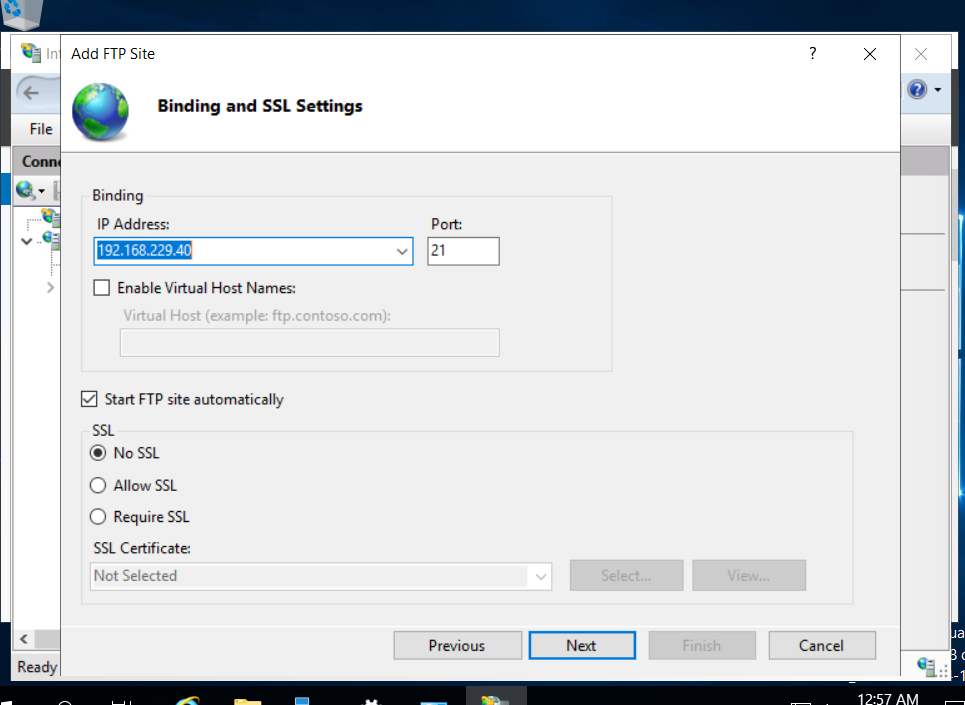 Int
Add FTP Site
?
Binding and SSL Settings
File
Conne
Binding
IP Address:
Port:
192.168.229.40
21
Enable Virtual Host Names:
Virtual Host (example: ftp.contoso.com):
Start FTP site automatically
SSL
No SSL
Allow SSL
Require SSL
SSL Certificate:
Not Selected
Select...
View...
Previous
Next
Finish
Cancel
Ready
12:57 AM